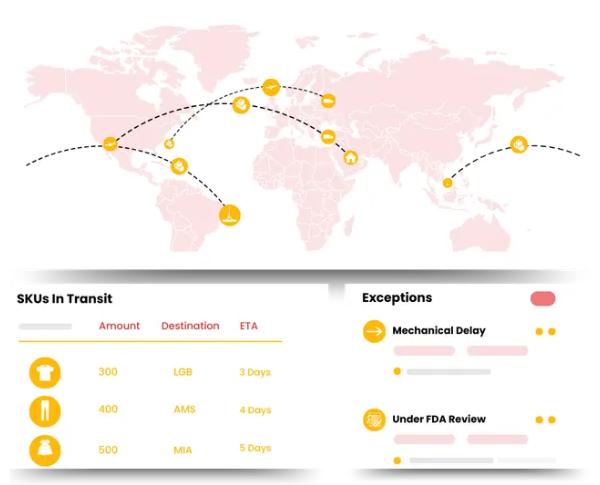 SKUs In Transit
Amount Destination ETA
300 LGB 3 Days
400 AMS 4 Days
500 MIA 5 Days
Exceptions
Mechanical Delay
Under FDA Review